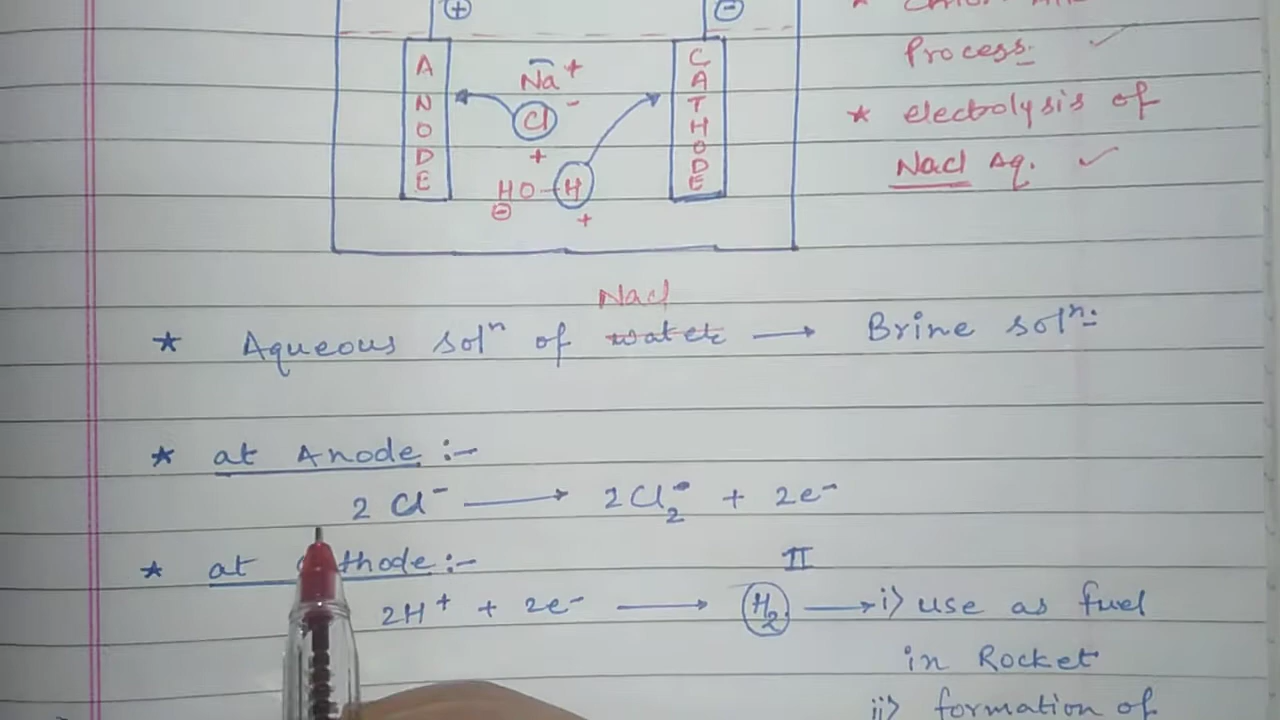 ⊕
⊖
Process. ✓
ANODE
CATHODE
Na +
Cl -
+
HO-H
⊖ +
* electrolysis of
Nacl Aq. ✓
Nacl
* Aqueous solⁿ of water → Brine solⁿ:
* at Anode :-
2 Cl⁻ → 2Cl₂ + 2e⁻
* at thode :-
II
2H⁺ + 2e⁻ → H₂ → i) use as fuel
in Rocket
ii) formation of